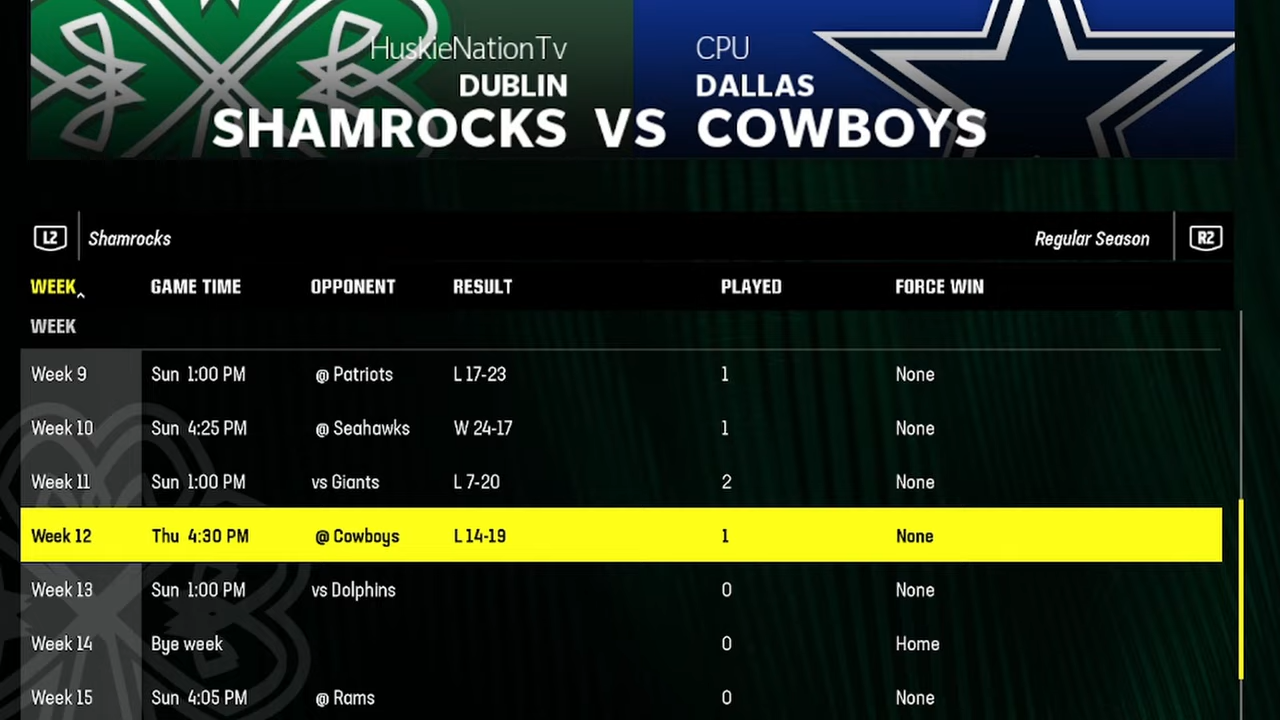 HuskieNationTv CPU
DUBLIN DALLAS
SHAMROCKS VS COWBOYS
L2 Shamrocks Regular Season R2
WEEK GAME TIME OPPONENT RESULT PLAYED FORCE WIN
WEEK
Week 9 Sun 1:00 PM @ Patriots L 17-23 1 None
Week 10 Sun 4:25 PM @ Seahawks W 24-17 1 None
Week 11 Sun 1:00 PM vs Giants L 7-20 2 None
Week 12 Thu 4:30 PM @ Cowboys L 14-19 1 None
Week 13 Sun 1:00 PM vs Dolphins 0 None
Week 14 Bye week 0 Home
Week 15 Sun 4:05 PM @ Rams 0 None